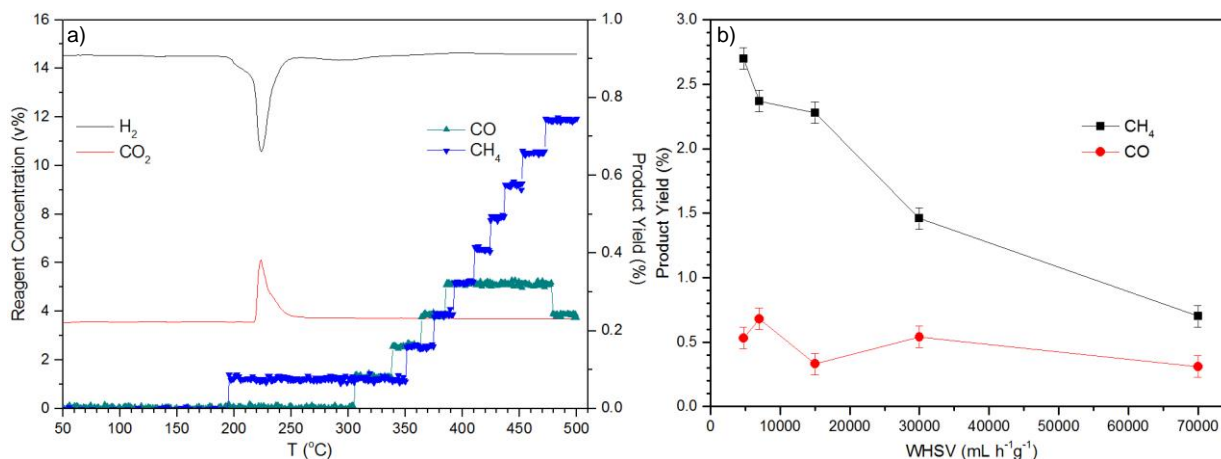 a)
H2
CO2
CO
CH4
16
14
12
10
8
6
4
2
0
Reagent Concentration (v%)
1.0
0.8
0.6
0.4
0.2
0.0
Product Yield (%)
50 100 150 200 250 300 350 400 450 500
T (°C)
b)
CH4
CO
3.0
2.5
2.0
1.5
1.0
0.5
0.0
Product Yield (%)
0 10000 20000 30000 40000 50000 60000 70000
WHSV (mL h-1g-1)